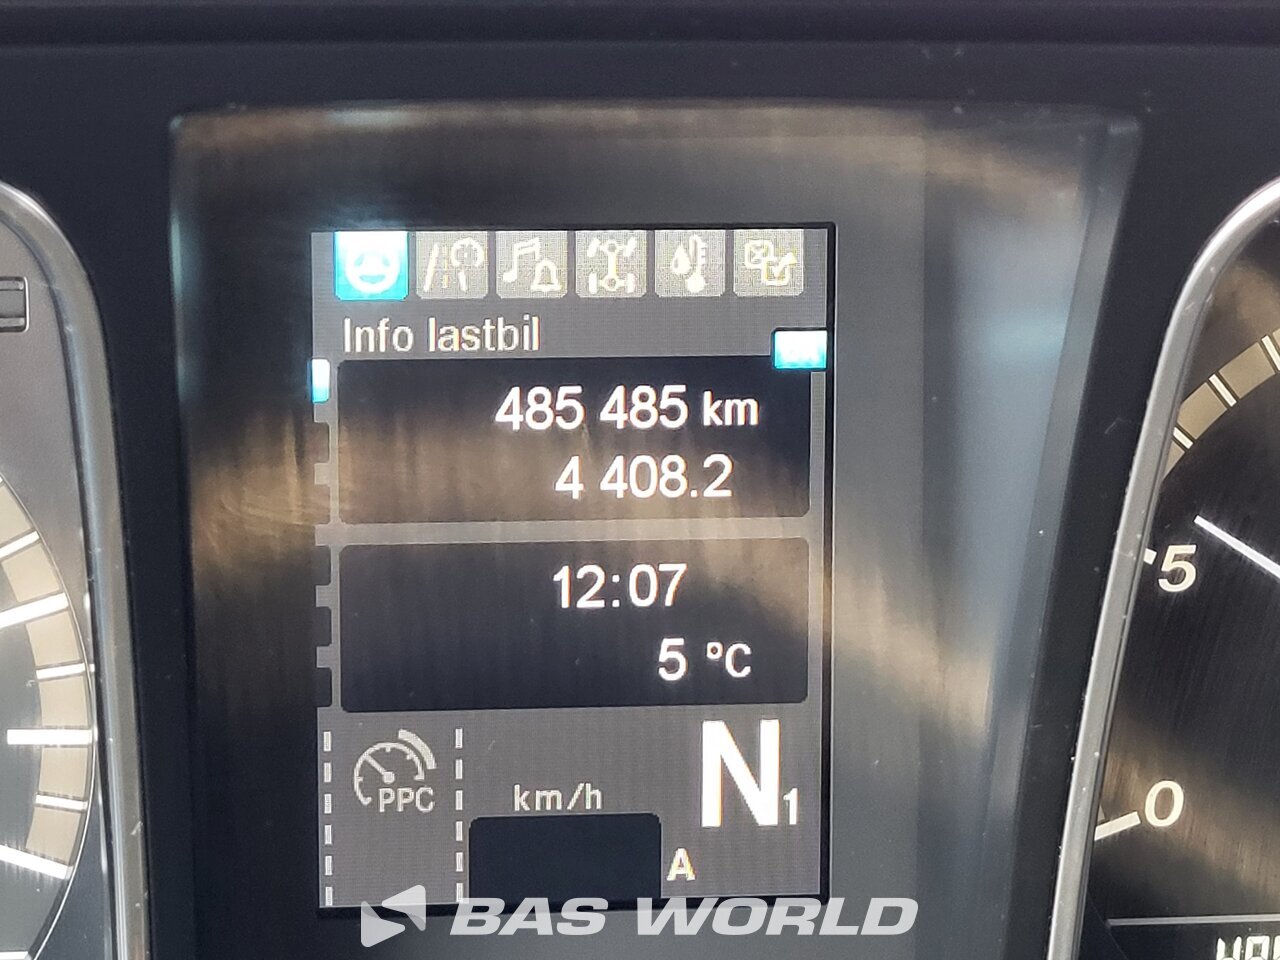 Info lastbil
485 485 km
4 408.2
12:07
5 °C
PPC
km/h
N1
A
5
0
BAS WORLD